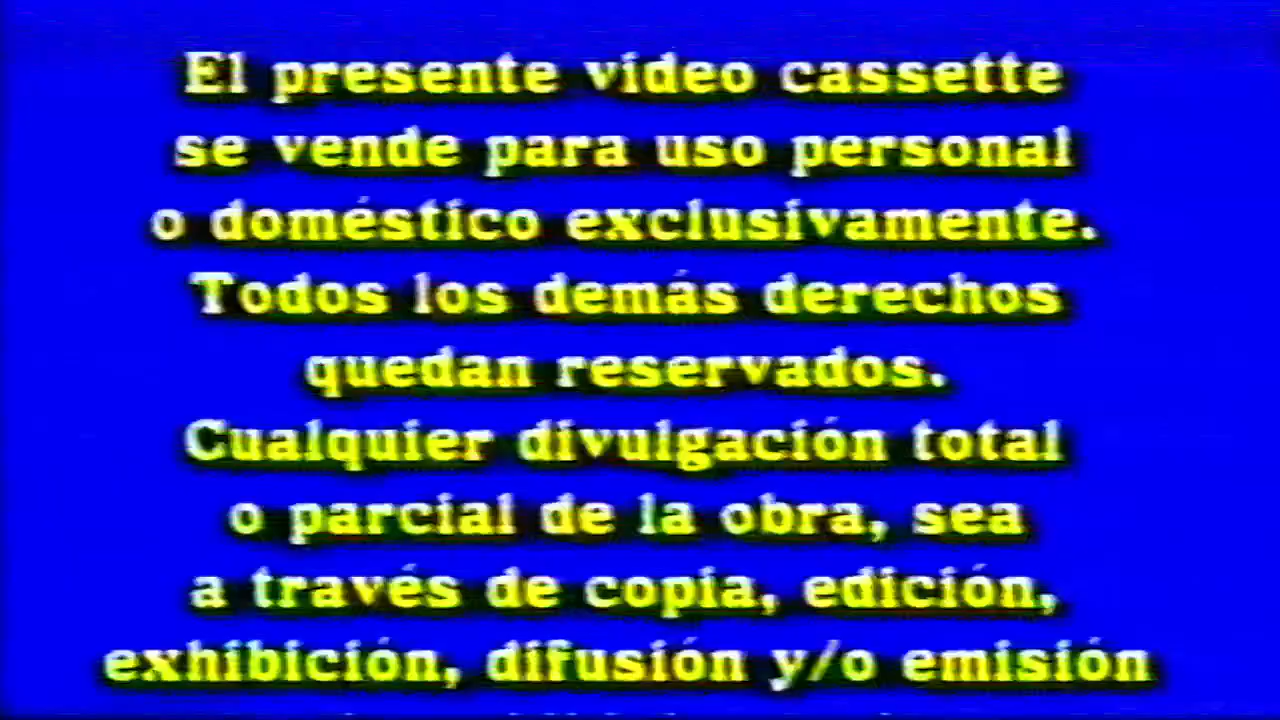 El presente video cassette
se vende para uso personal
o doméstico exclusivamente.
Todos los demás derechos
quedan reservados.
Cualquier divulgación total
o parcial de la obra, sea
a través de copia, edición,
exhibición, difusión y/o emisión